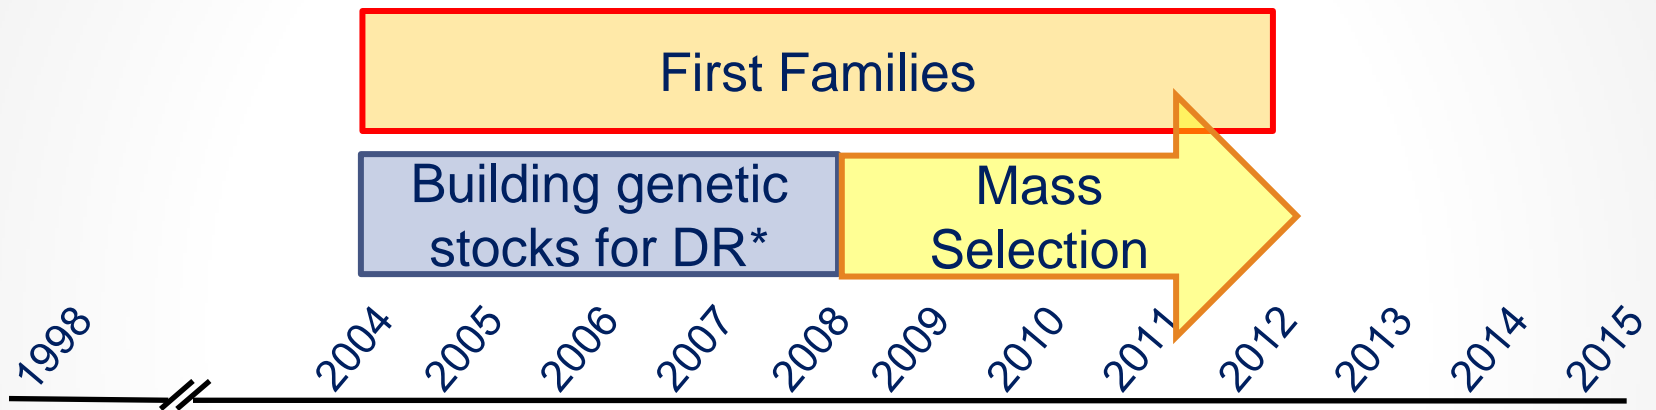 First Families
Building genetic
stocks for DR*
Mass
Selection
1998
2004
2005
2006
2007
2008
2009
2010
2011
2012
2013
2014
2015